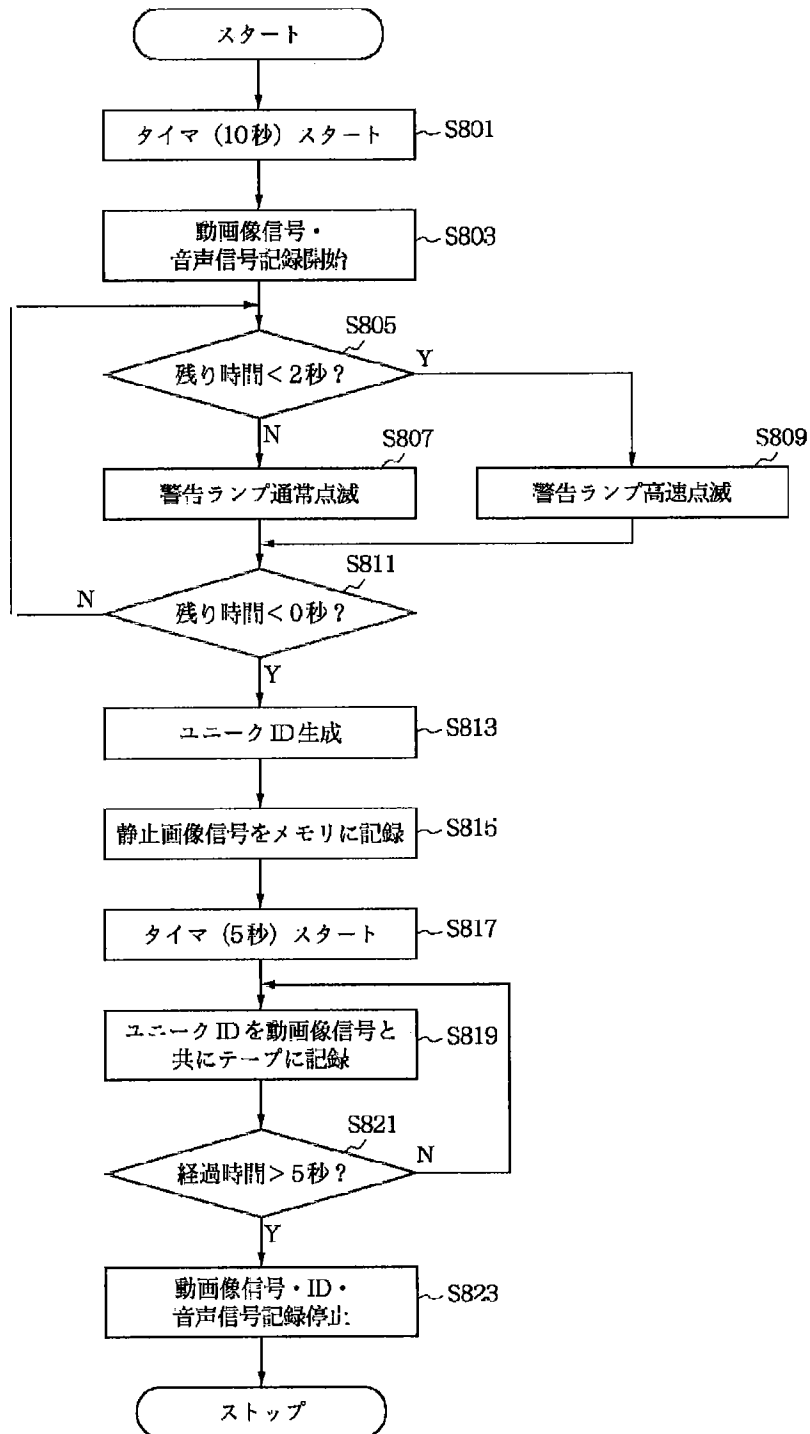 スタート
タイマ（10秒）スタート
S801
動画像信号・
音声信号記録開始
S803
S805
残り時間＜2秒？
Y
N
S807
警告ランプ通常点滅
S809
警告ランプ高速点滅
S811
残り時間＜0秒？
N
Y
ユニークID生成
S813
静止画像信号をメモリに記録
S815
タイマ（5秒）スタート
S817
ユニークIDを動画像信号と
共にテープに記録
S819
S821
経過時間＞5秒？
N
Y
動画像信号・ID・
音声信号記録停止
S823
ストップ